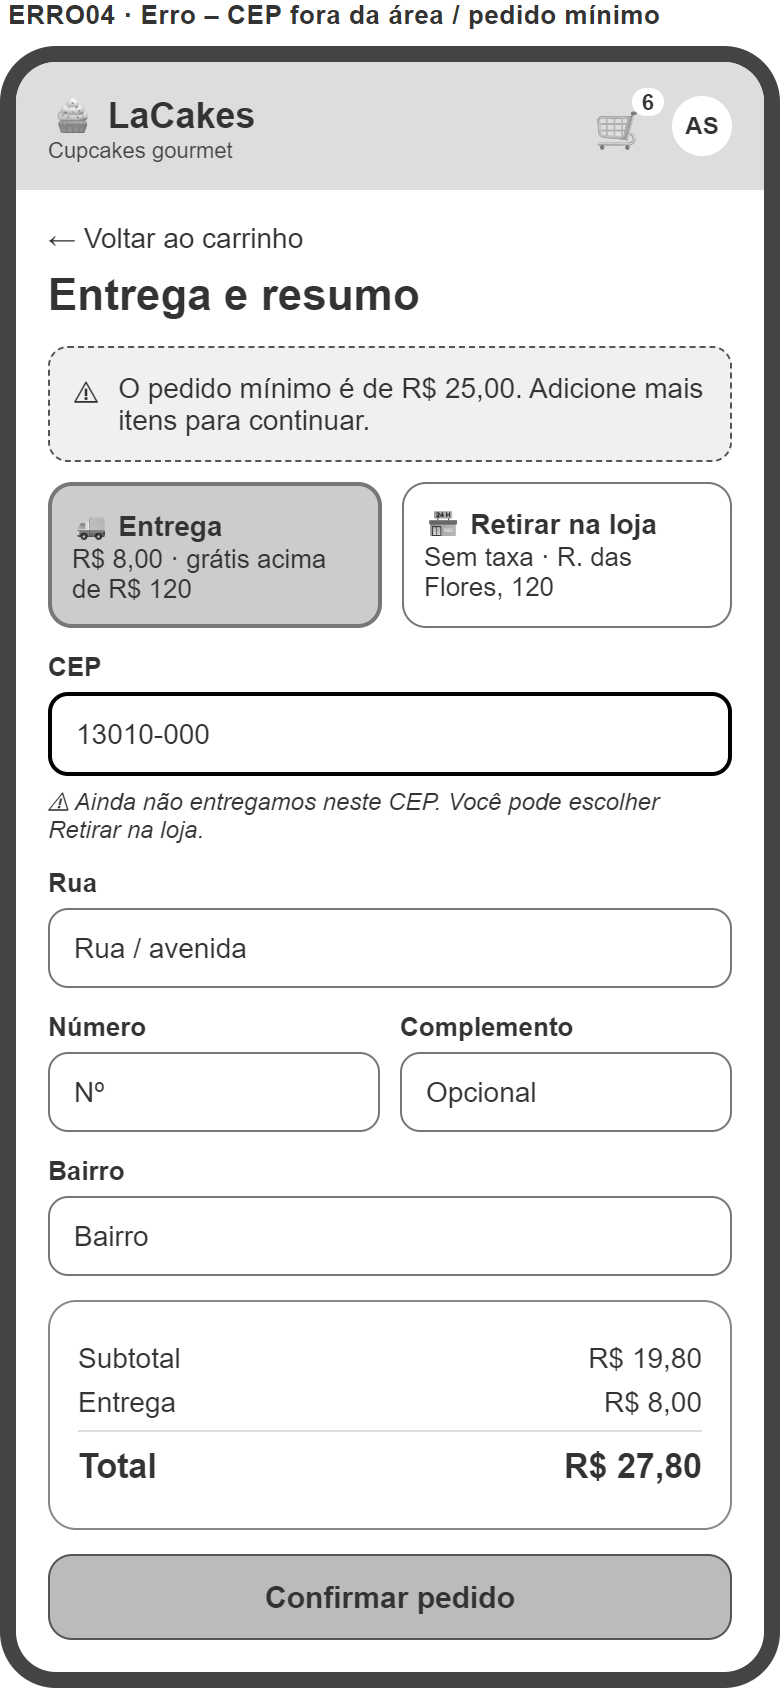 ERRO04 · Erro – CEP fora da área / pedido mínimo
LaCakes
6
AS
Cupcakes gourmet
← Voltar ao carrinho
Entrega e resumo
⚠ O pedido mínimo é de R$ 25,00. Adicione mais
itens para continuar.
Entrega
R$ 8,00 · grátis acima
de R$ 120
24 H
Retirar na loja
Sem taxa · R. das
Flores, 120
CEP
13010-000
⚠ Ainda não entregamos neste CEP. Você pode escolher
Retirar na loja.
Rua
Rua / avenida
Número
Complemento
Nº
Opcional
Bairro
Bairro
Subtotal R$ 19,80
Entrega R$ 8,00
Total R$ 27,80
Confirmar pedido